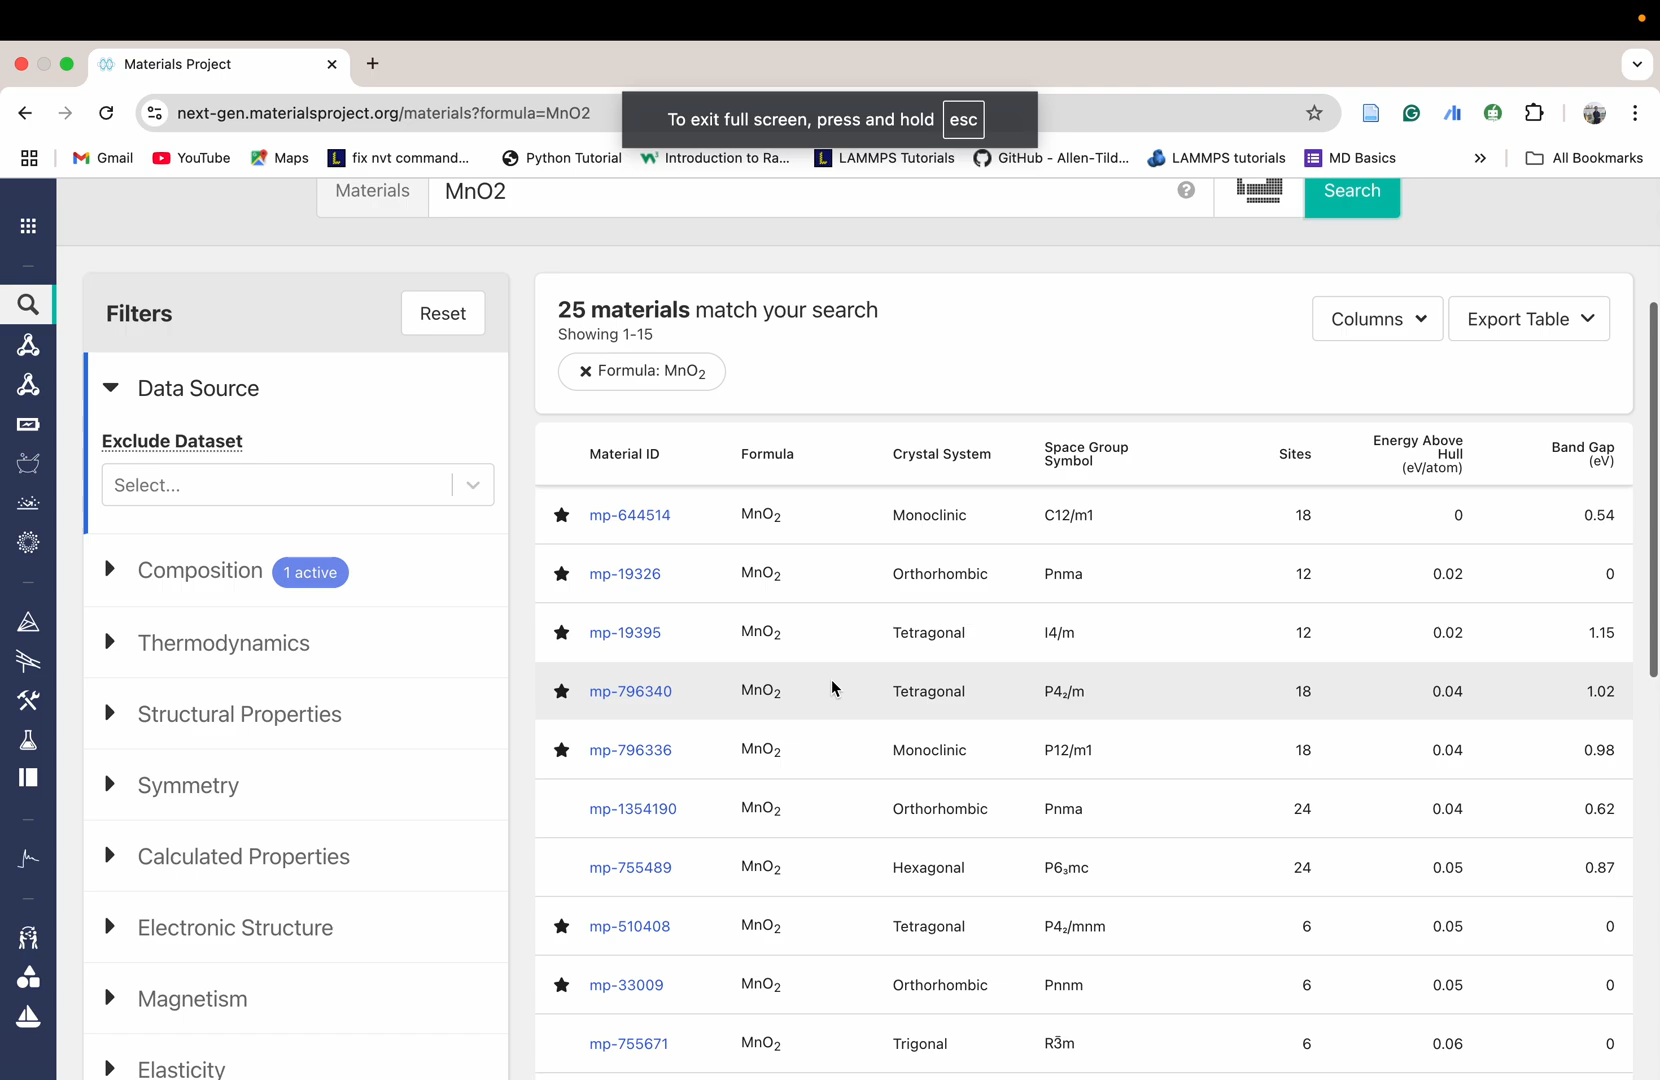 Materials Project
next-gen.materialsproject.org/materials?formula=MnO2
To exit full screen, press and hold esc
Gmail YouTube Maps fix nvt command... Python Tutorial Introduction to Ra... LAMMPS Tutorials GitHub - Allen-Tild... LAMMPS tutorials MD Basics » All Bookmarks
Materials MnO2 Search
Filters Reset
Data Source
Exclude Dataset
Select...
Composition 1 active
Thermodynamics
Structural Properties
Symmetry
Calculated Properties
Electronic Structure
Magnetism
Elasticity
25 materials match your search
Showing 1-15
Formula: MnO₂
Columns Export Table
Material ID Formula Crystal System Space Group Symbol Sites Energy Above Hull (eV/atom) Band Gap (eV)
mp-644514 MnO₂ Monoclinic C12/m1 18 0 0.54
mp-19326 MnO₂ Orthorhombic Pnma 12 0.02 0
mp-19395 MnO₂ Tetragonal I4/m 12 0.02 1.15
mp-796340 MnO₂ Tetragonal P4₂/m 18 0.04 1.02
mp-796336 MnO₂ Monoclinic P12/m1 18 0.04 0.98
mp-1354190 MnO₂ Orthorhombic Pnma 24 0.04 0.62
mp-755489 MnO₂ Hexagonal P6₃mc 24 0.05 0.87
mp-510408 MnO₂ Tetragonal P4₂/mnm 6 0.05 0
mp-33009 MnO₂ Orthorhombic Pnnm 6 0.05 0
mp-755671 MnO₂ Trigonal R3̅m 6 0.06 0